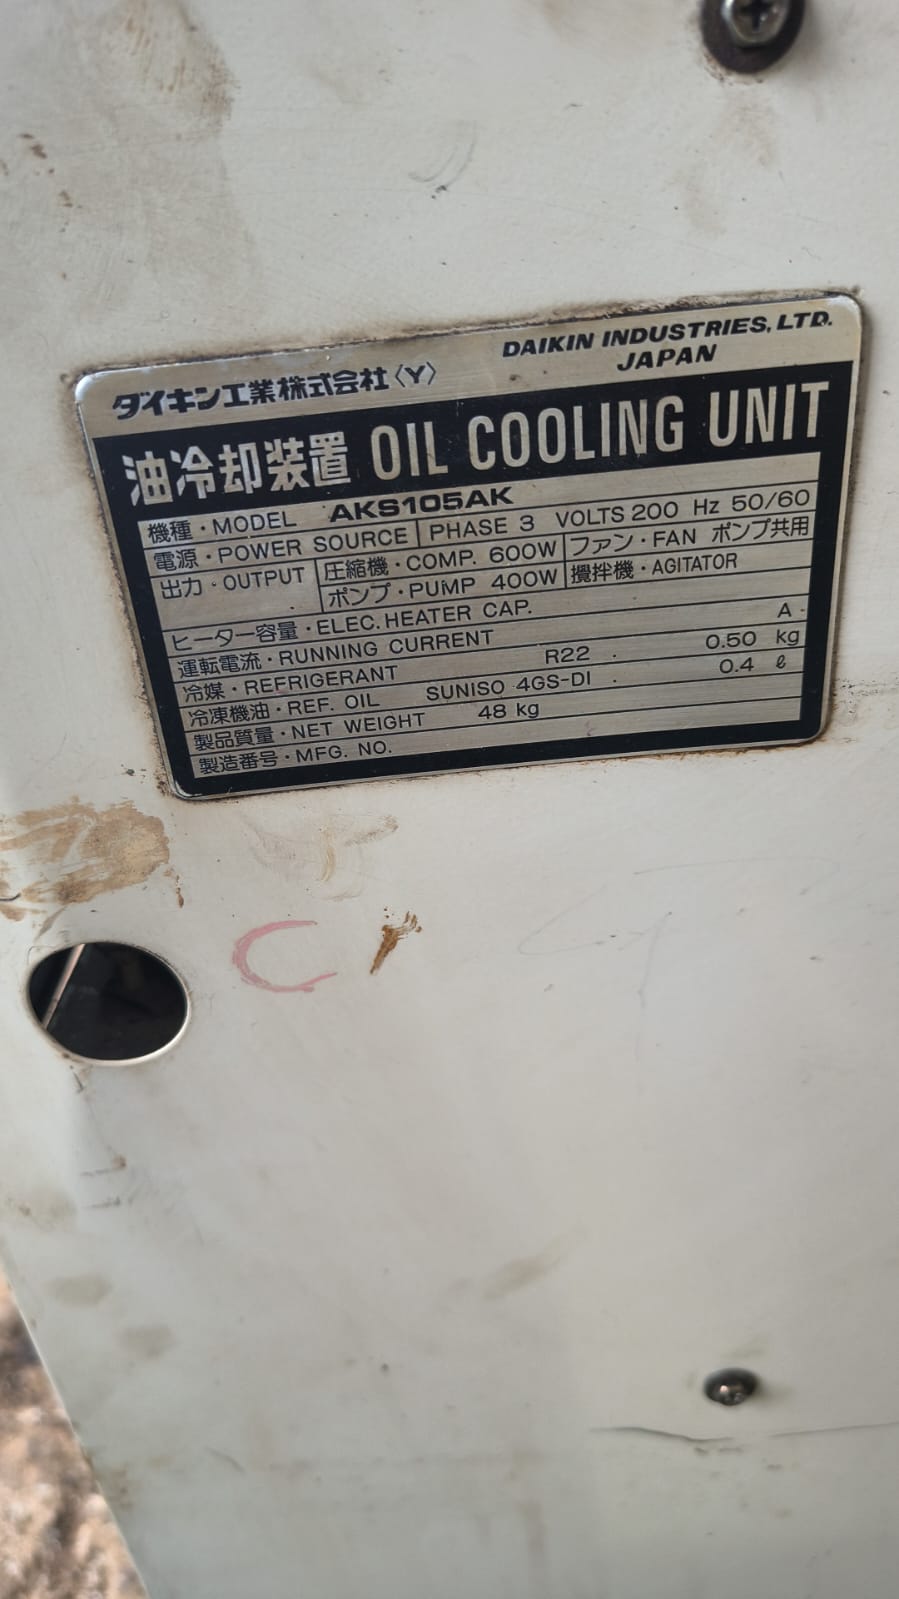 ダイキン工業株式会社〈Y〉 DAIKIN INDUSTRIES, LTD.
JAPAN
油冷却装置 OIL COOLING UNIT
機種・MODEL AKS105AK
電源・POWER SOURCE PHASE 3 VOLTS 200 Hz 50/60
出力・OUTPUT 圧縮機・COMP. 600W ファン・FAN ポンプ共用
ポンプ・PUMP 400W 攪拌機・AGITATOR
ヒーター容量・ELEC. HEATER CAP.
運転電流・RUNNING CURRENT A
冷媒・REFRIGERANT R22 0.50 kg
冷凍機油・REF. OIL SUNISO 4GS-DI 0.4 ℓ
製品質量・NET WEIGHT 48 kg
製造番号・MFG. NO.
C